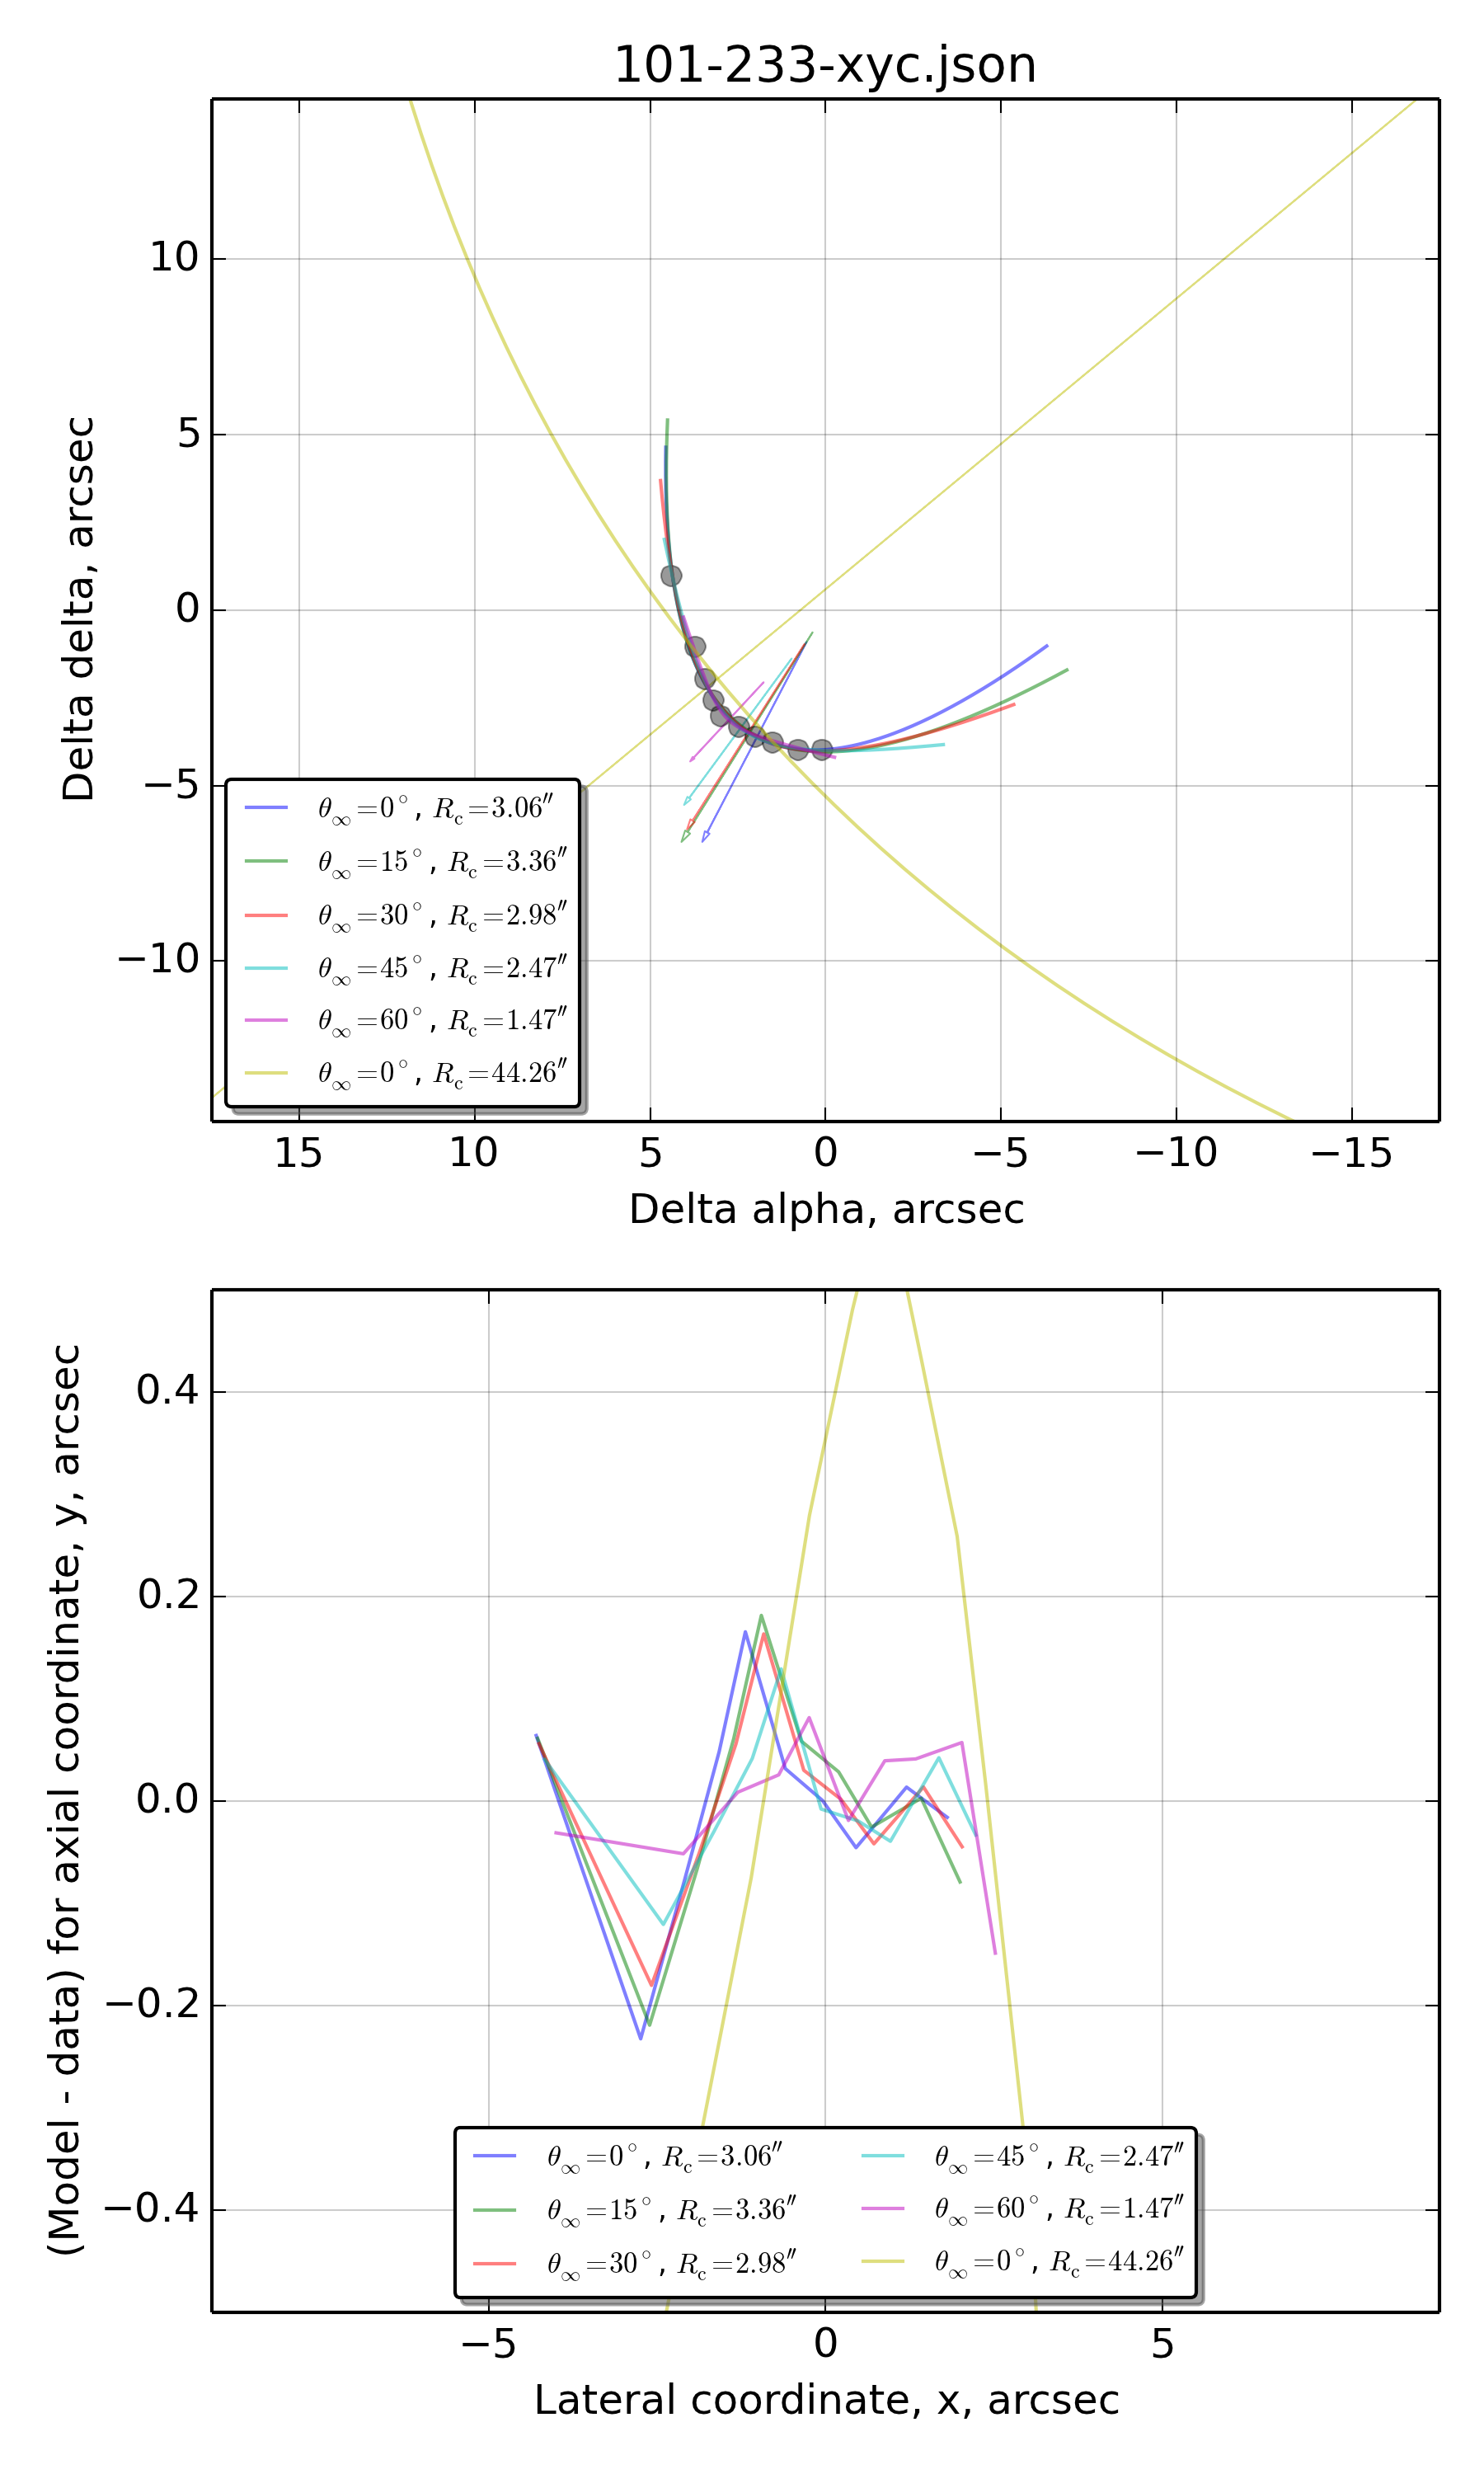 101-233-xyc.json
Delta delta, arcsec
10
5
0
−5
−10
θ∞=0°, Rc=3.06″
θ∞=15°, Rc=3.36″
θ∞=30°, Rc=2.98″
θ∞=45°, Rc=2.47″
θ∞=60°, Rc=1.47″
θ∞=0°, Rc=44.26″
15 10 5 0 −5 −10 −15
Delta alpha, arcsec
(Model - data) for axial coordinate, y, arcsec
0.4
0.2
0.0
−0.2
−0.4
θ∞=0°, Rc=3.06″
θ∞=15°, Rc=3.36″
θ∞=30°, Rc=2.98″
θ∞=45°, Rc=2.47″
θ∞=60°, Rc=1.47″
θ∞=0°, Rc=44.26″
−5 0 5
Lateral coordinate, x, arcsec